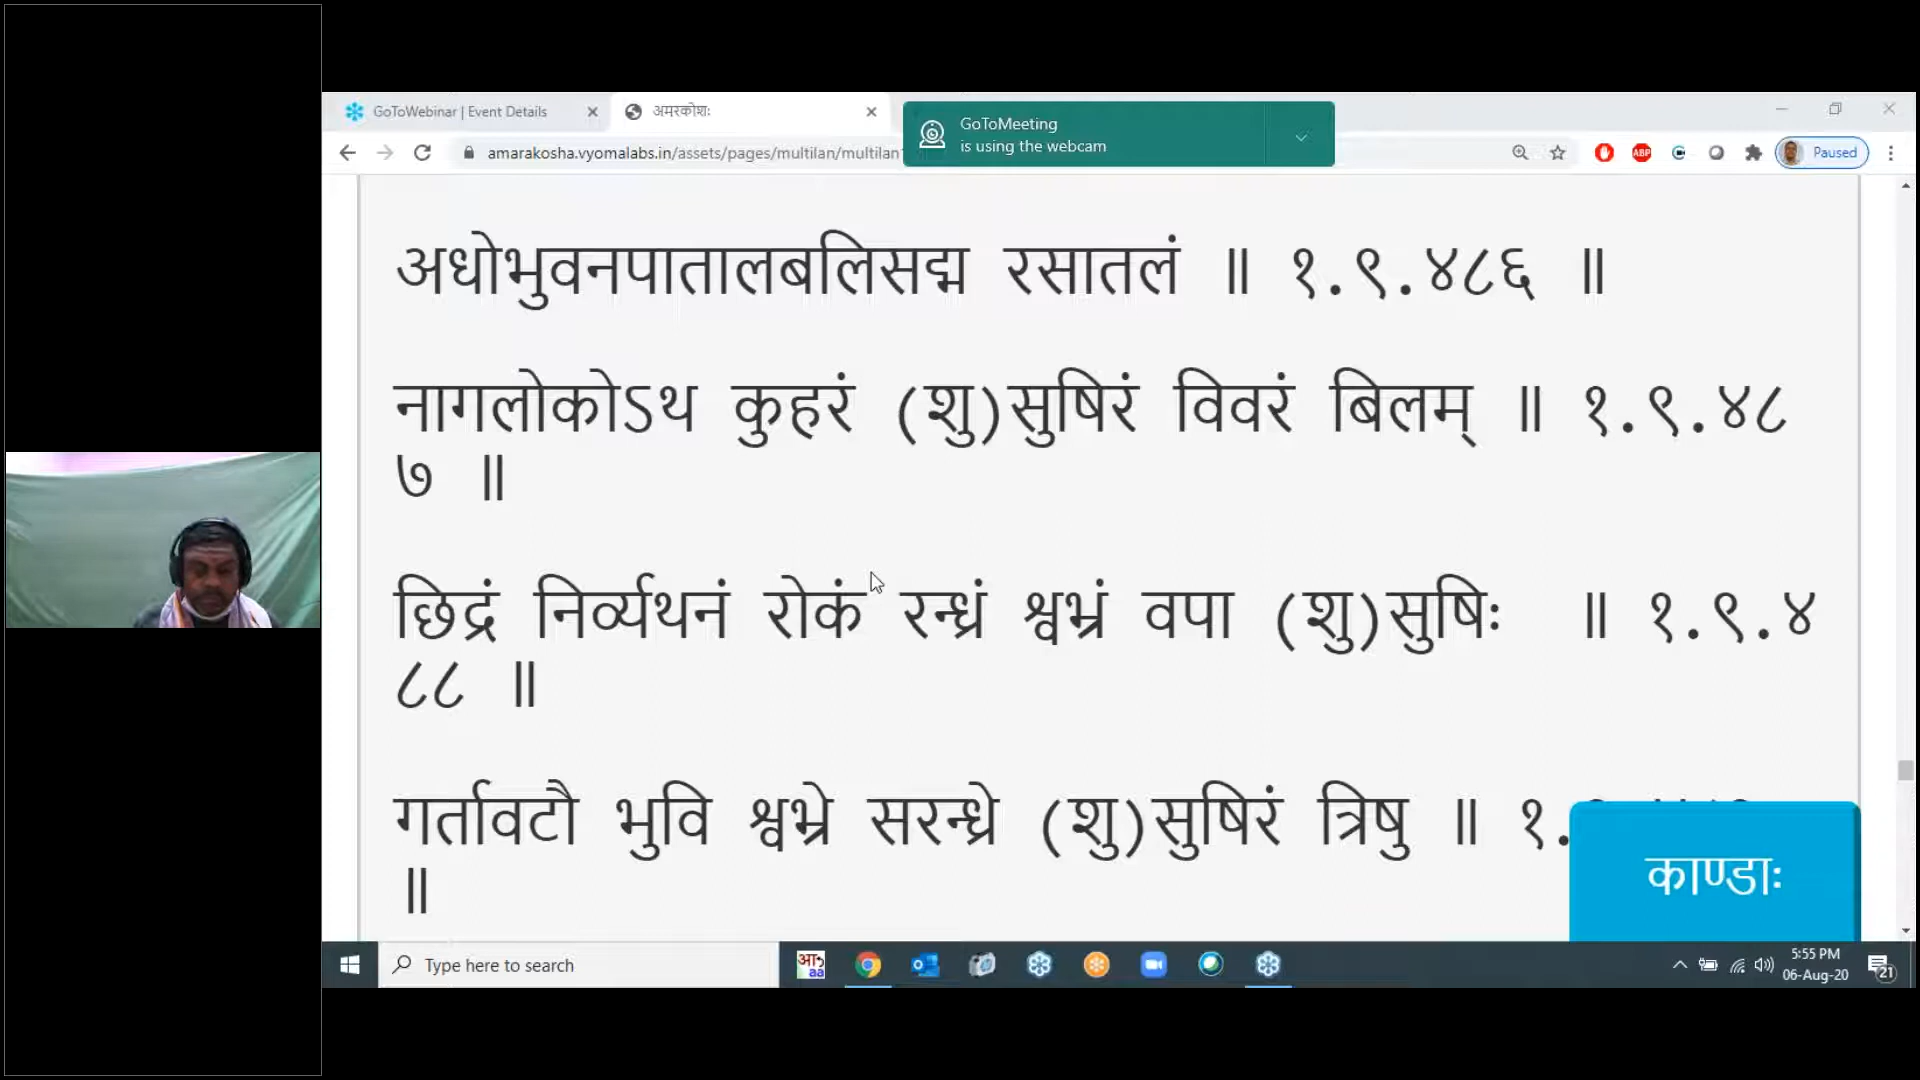 GoToWebinar | Event Details
अमरकोशः
GoToMeeting
is using the webcam
amarakosha.vyomalabs.in/assets/pages/multilan/multilan
ABP
Paused
अधोभुवनपातालबलिसद्म रसातलं ॥ १.९.४८६ ॥
नागलोकोऽथ कुहरं (शु)सुषिरं विवरं बिलम् ॥ १.९.४८
७ ॥
छिद्रं निर्व्यथनं रोकं रन्ध्रं श्वभ्रं वपा (शु)सुषिः ॥ १.९.४
८८ ॥
गर्तावटौ भुवि श्वभ्रे सरन्ध्रे (शु)सुषिरं त्रिषु ॥ १.
॥
काण्डाः
Type here to search
5:55 PM
06-Aug-20
21